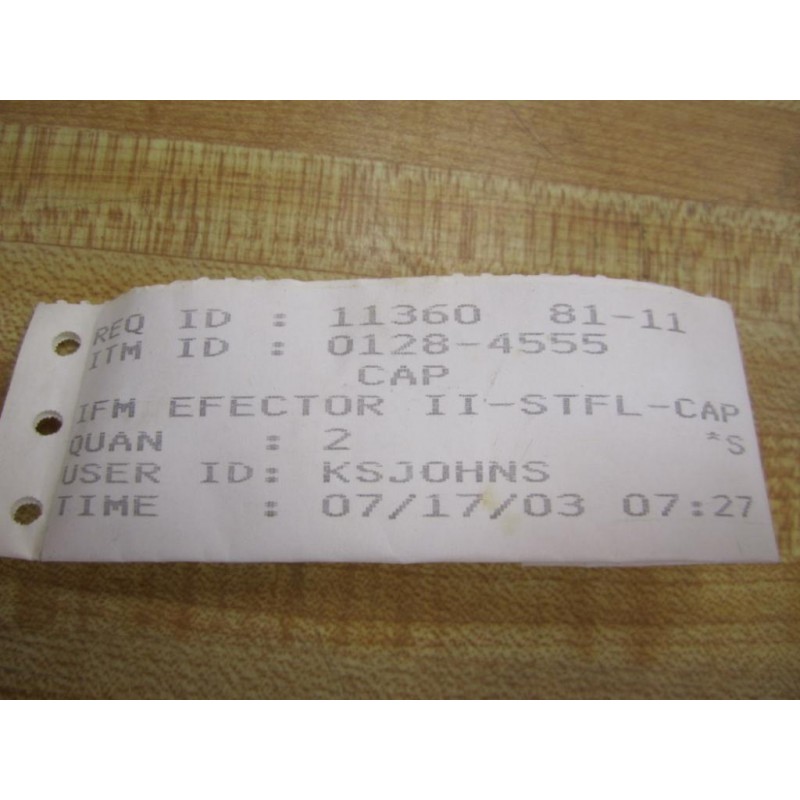 REQ ID : 11360 81-11
ITM ID : 0128-4555
CAP
IFM EFECTOR II-STFL-CAP
QUAN : 2 *S
USER ID: KSJOHNS
TIME : 07/17/03 07:27